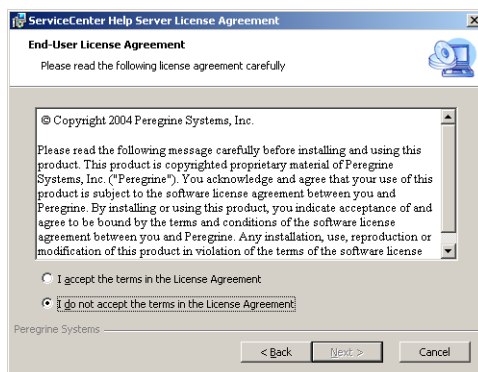 ServiceCenter Help Server License Agreement
End-User License Agreement
Please read the following license agreement carefully
© Copyright 2004 Peregrine Systems, Inc.
Please read the following message carefully before installing and using this
product. This product is copyrighted proprietary material of Peregrine
Systems, Inc. ("Peregrine"). You acknowledge and agree that your use of this
product is subject to the software license agreement between you and
Peregrine. By installing or using this product, you indicate acceptance of and
agree to be bound by the terms and conditions of the software license
agreement between you and Peregrine. Any installation, use, reproduction or
modification of this product in violation of the terms of the software license
I accept the terms in the License Agreement
I do not accept the terms in the License Agreement
Peregrine Systems
< Back Next > Cancel